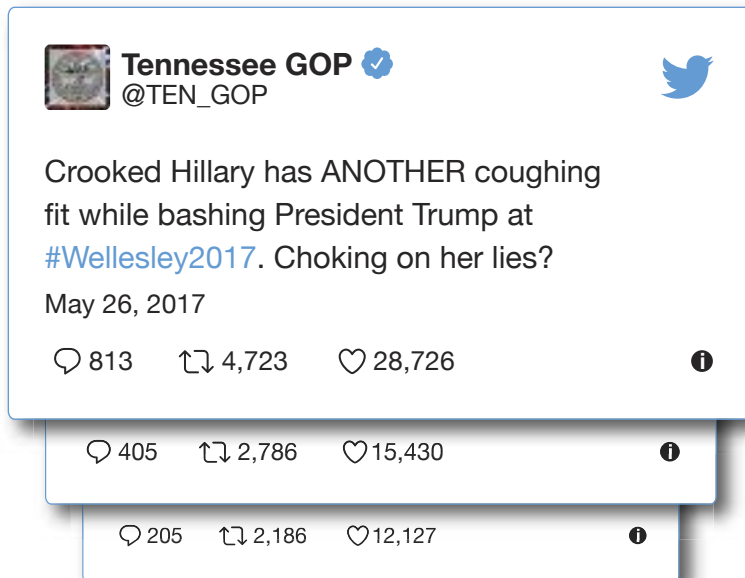 Tennessee GOP
@TEN_GOP
Crooked Hillary has ANOTHER coughing
fit while bashing President Trump at
#Wellesley2017. Choking on her lies?
May 26, 2017
813 4,723 28,726
405 2,786 15,430
205 2,186 12,127